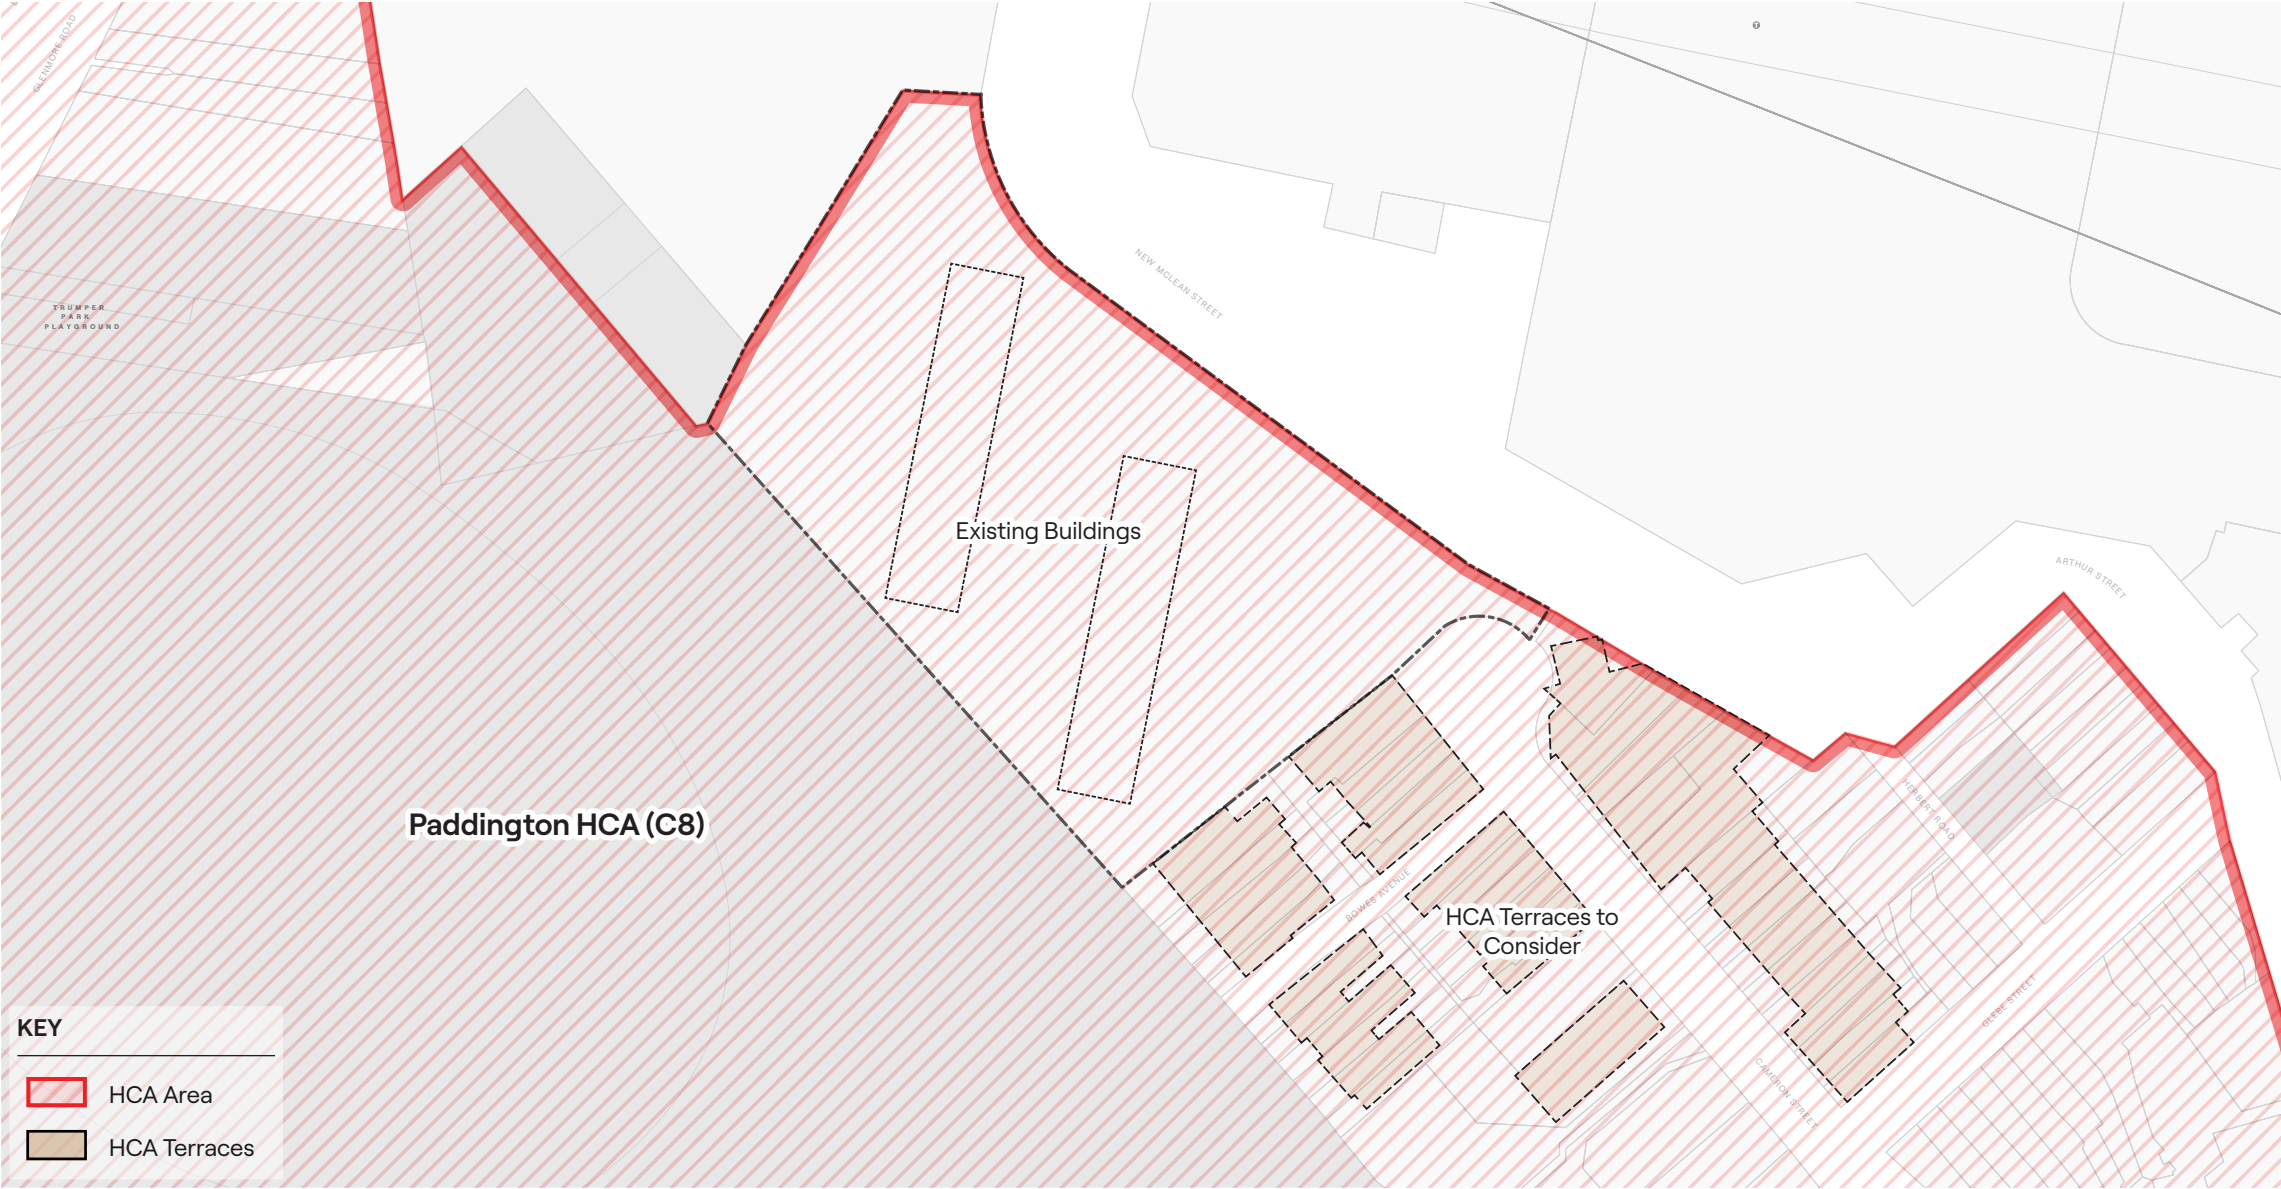 GLENMORE ROAD
NEW MCLEAN STREET
TRUMPER
PARK
PLAYGROUND
Existing Buildings
ARTHUR STREET
Paddington HCA (C8)
HERBERT ROAD
BOWES AVENUE
HCA Terraces to
Consider
GLEBE STREET
CAMERON STREET
KEY
HCA Area
HCA Terraces